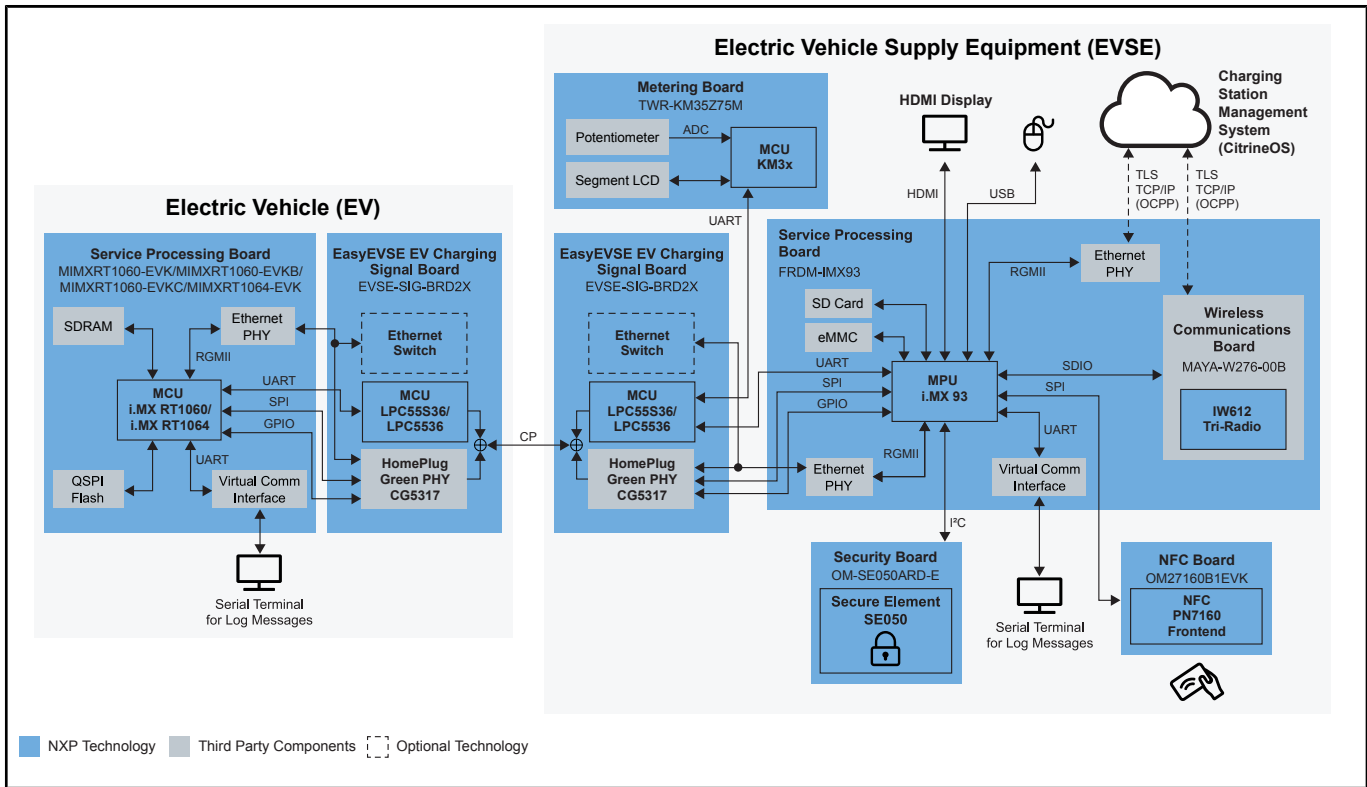 Electric Vehicle Supply Equipment (EVSE)
Metering Board
TWR-KM35Z75M
Potentiometer
ADC
MCU
KM3x
Segment LCD
UART
HDMI Display
HDMI
USB
Charging
Station
Management
System
(CitrineOS)
TLS
TCP/IP
(OCPP)
TLS
TCP/IP
(OCPP)
Electric Vehicle (EV)
Service Processing Board
MIMXRT1060-EVK/MIMXRT1060-EVKB/
MIMXRT1060-EVKC/MIMXRT1064-EVK
SDRAM
Ethernet
PHY
RGMII
MCU
i.MX RT1060/
i.MX RT1064
UART
SPI
GPIO
UART
QSPI
Flash
Virtual Comm
Interface
Serial Terminal
for Log Messages
EasyEVSE EV Charging
Signal Board
EVSE-SIG-BRD2X
Ethernet
Switch
MCU
LPC55S36/
LPC5536
HomePlug
Green PHY
CG5317
CP
EasyEVSE EV Charging
Signal Board
EVSE-SIG-BRD2X
Ethernet
Switch
MCU
LPC55S36/
LPC5536
HomePlug
Green PHY
CG5317
Service Processing
Board
FRDM-IMX93
SD Card
eMMC
UART
SPI
GPIO
MPU
i.MX 93
RGMII
Ethernet
PHY
RGMII
Ethernet
PHY
SDIO
SPI
UART
Virtual Comm
Interface
Wireless
Communications
Board
MAYA-W276-00B
IW612
Tri-Radio
I²C
Security Board
OM-SE050ARD-E
Secure Element
SE050
Serial Terminal
for Log Messages
NFC Board
OM27160B1EVK
NFC
PN7160
Frontend
NXP Technology
Third Party Components
Optional Technology